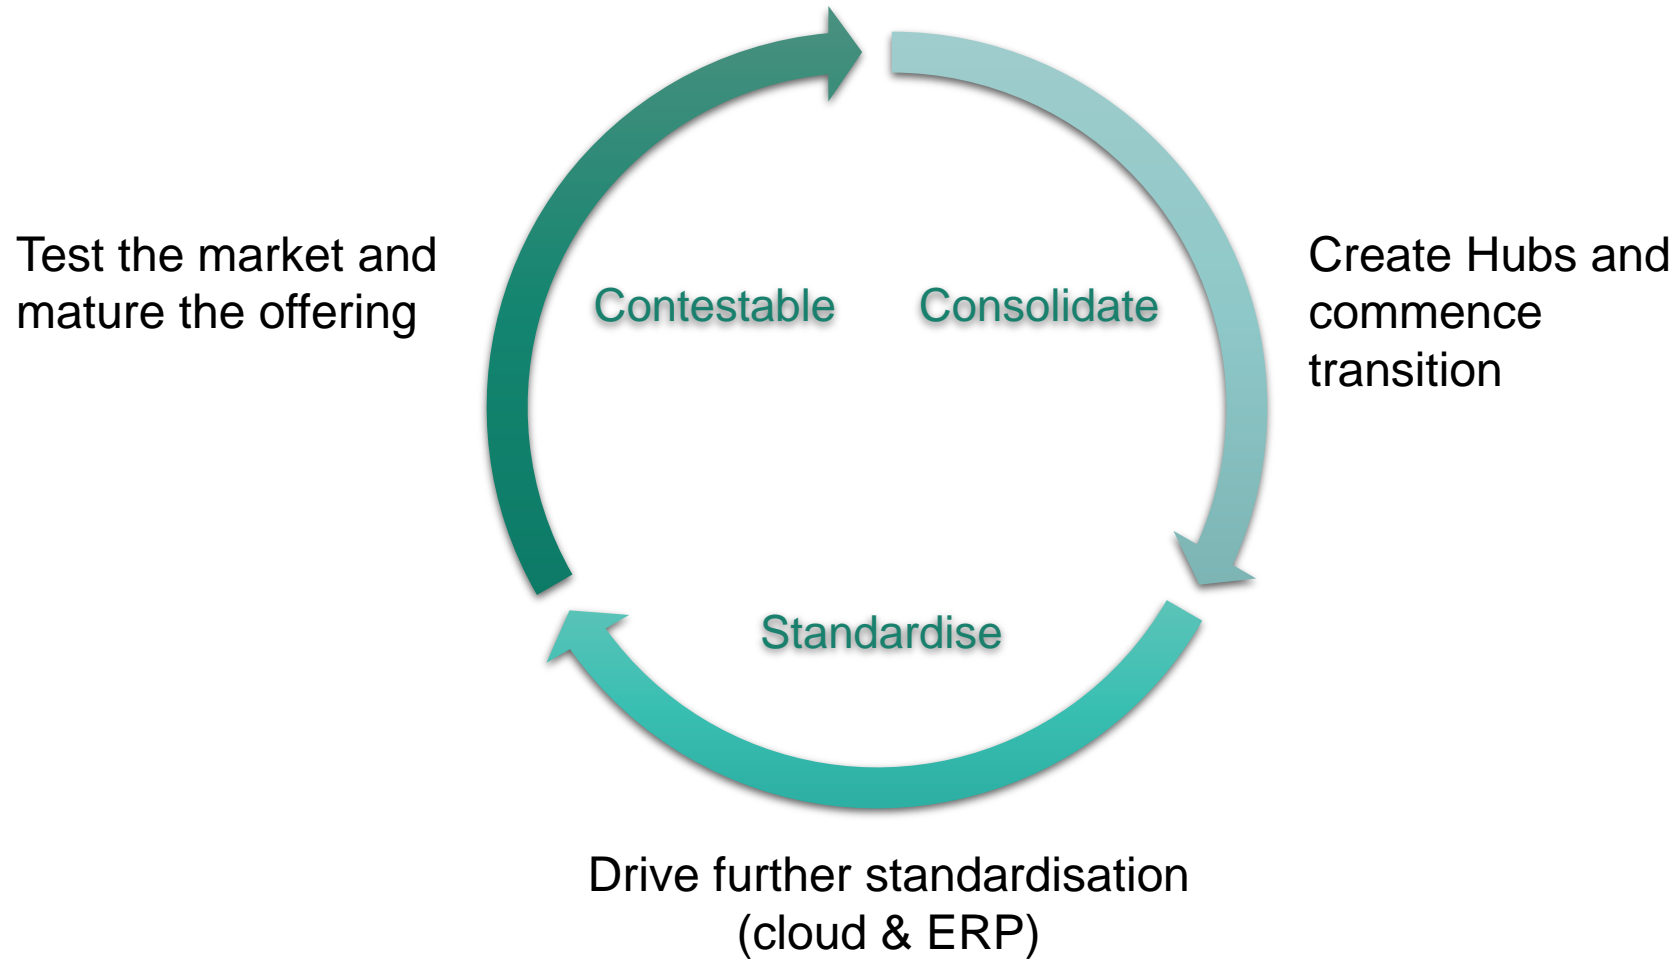 Test the market and
mature the offering
Contestable
Consolidate
Create Hubs and
commence
transition
Standardise
Drive further standardisation
(cloud & ERP)